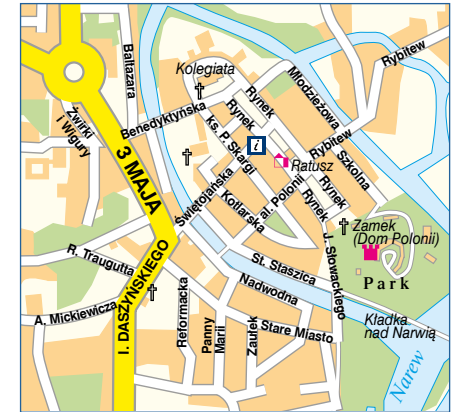 Baltazara
Kolegiata
Żwirki
i Wigury
3 MAJA
Benedyktyńska
Rynek
Rynek
Młodzieżowa
Rybitew
ks. P. Skargi
i
Ratusz
Rybitew
Szkolna
Świętojańska
Kotlarska
al. Polonii
Rynek
Rynek
Zamek
(Dom Polonii)
Park
R. Traugutta
I. DASZYŃSKIEGO
A. Mickiewicza
St. Staszica
Nadwodna
J. Słowackiego
Reformacka
Panny
Marii
Zaułek
Stare Miasto
Kładka
nad Narwią
Narew